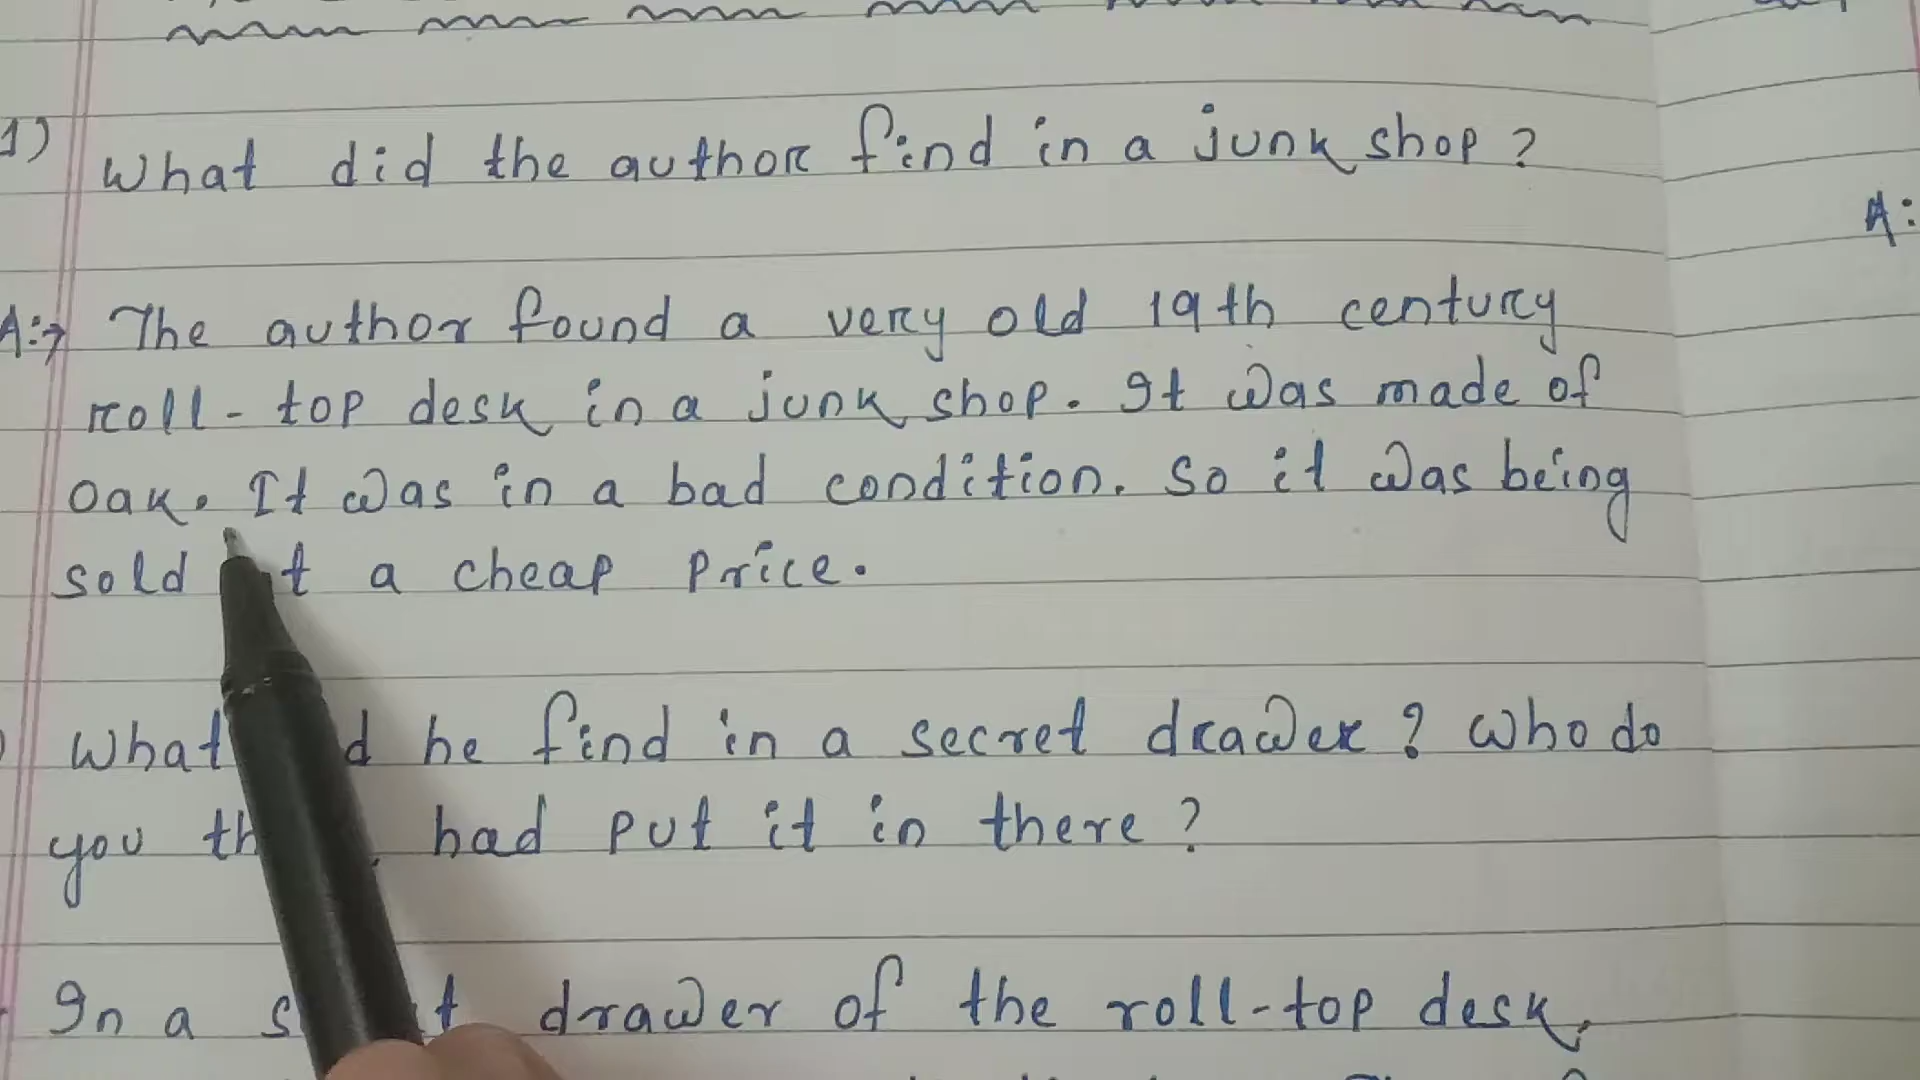 1) What did the author find in a junk shop?
A:
A:→ The author found a very old 19th century
roll-top desk in a junk shop. It was made of
oak. It was in a bad condition. So it was being
sold t a cheap price.
What d he find in a secret drawer? Who do
you had put it in there?
In a drawer of the roll-top desk,